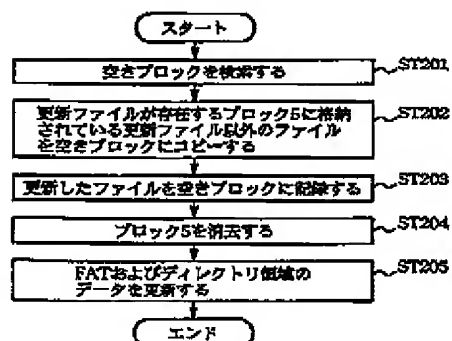 スタート
空きブロックを検索する
ST201
更新ファイルが存在するブロック5に格納
されている更新ファイル以外のファイル
を空きブロックにコピーする
ST202
更新したファイルを空きブロックに記録する
ST203
ブロック5を消去する
ST204
FATおよびディレクトリ領域の
データを更新する
ST205
エンド